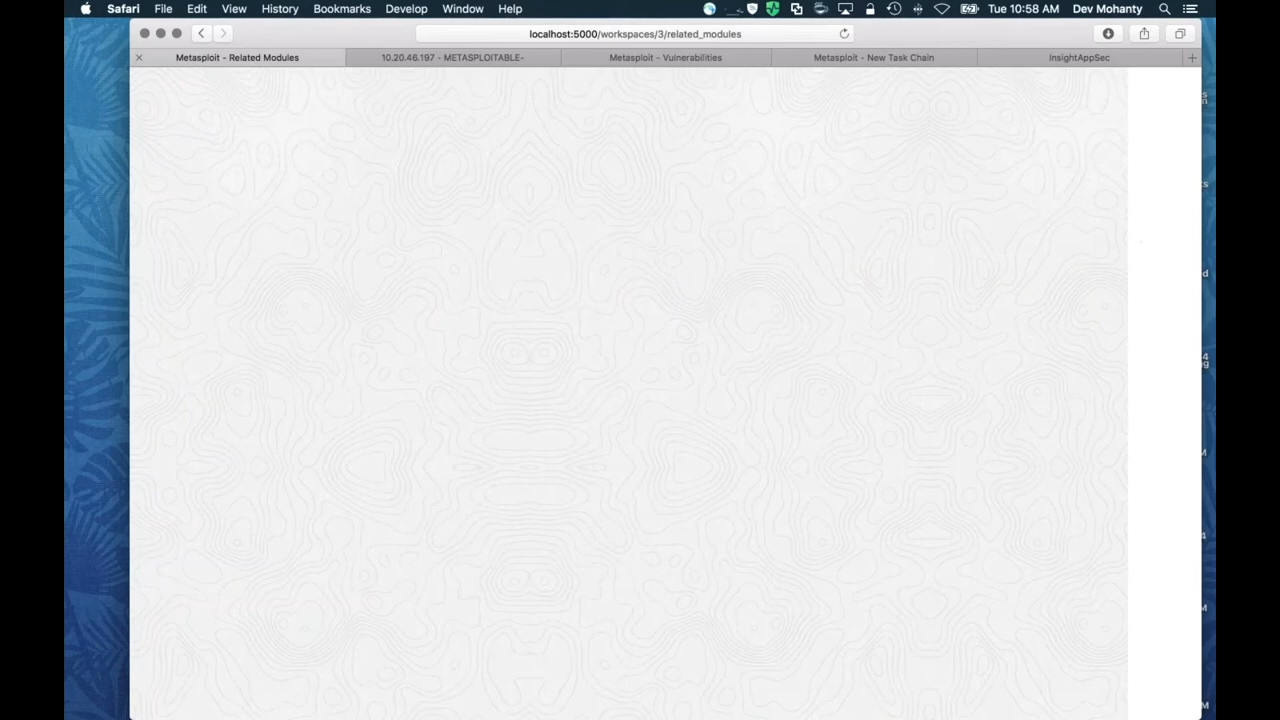 Safari File Edit View History Bookmarks Develop Window Help Tue 10:58 AM Dev Mohanty
localhost:5000/workspaces/3/related_modules
Metasploit - Related Modules 10.20.46.197 - METASPLOITABLE- Metasploit - Vulnerabilities Metasploit - New Task Chain InsightAppSec